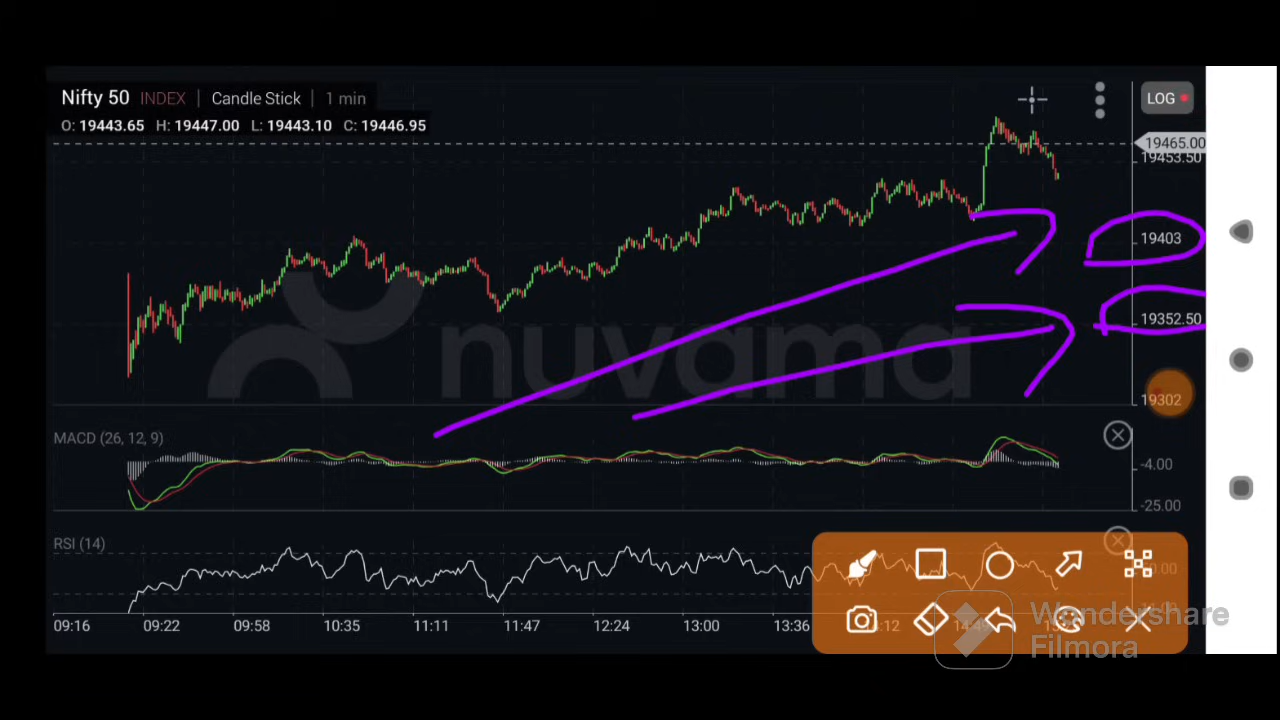 Nifty 50 INDEX | Candle Stick | 1 min
LOG
O: 19443.65 H: 19447.00 L: 19443.10 C: 19446.95
19465.00
19453.50
19403
19352.50
nuvama
19302
MACD (26, 12, 9)
-4.00
-25.00
RSI (14)
09:16 09:22 09:58 10:35 11:11 11:47 12:24 13:00 13:36
Wondershare
Filmora